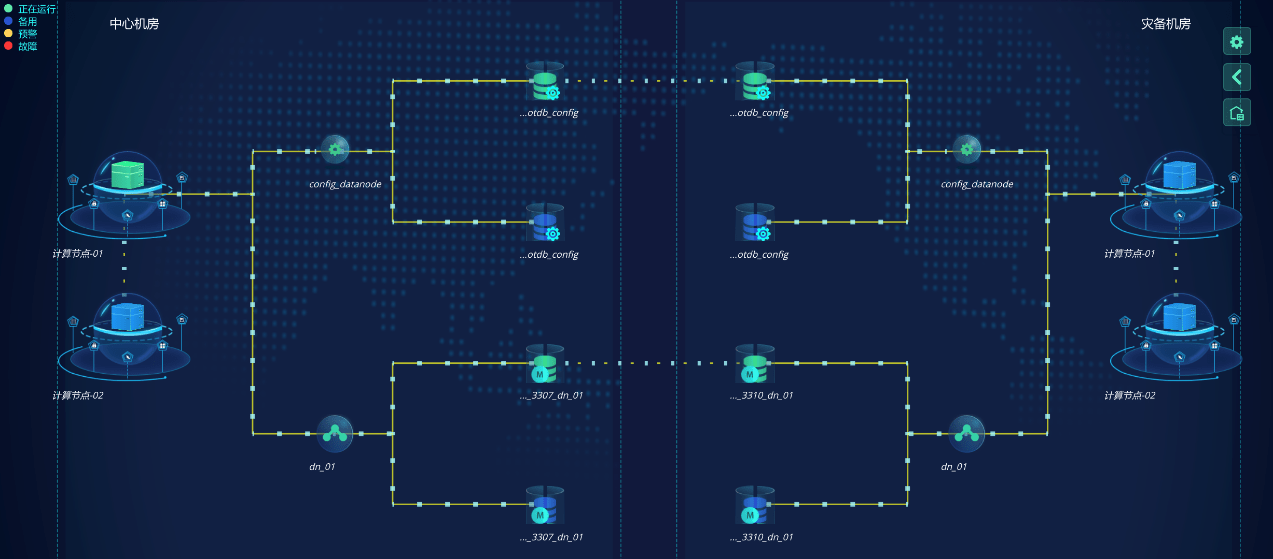 正在运行
备用
预警
故障
中心机房
灾备机房
...otdb_config
...otdb_config
config_datanode
config_datanode
...otdb_config
...otdb_config
计算节点-01
计算节点-01
M
M
..._3307_dn_01
..._3310_dn_01
计算节点-02
计算节点-02
dn_01
dn_01
M
M
..._3307_dn_01
..._3310_dn_01